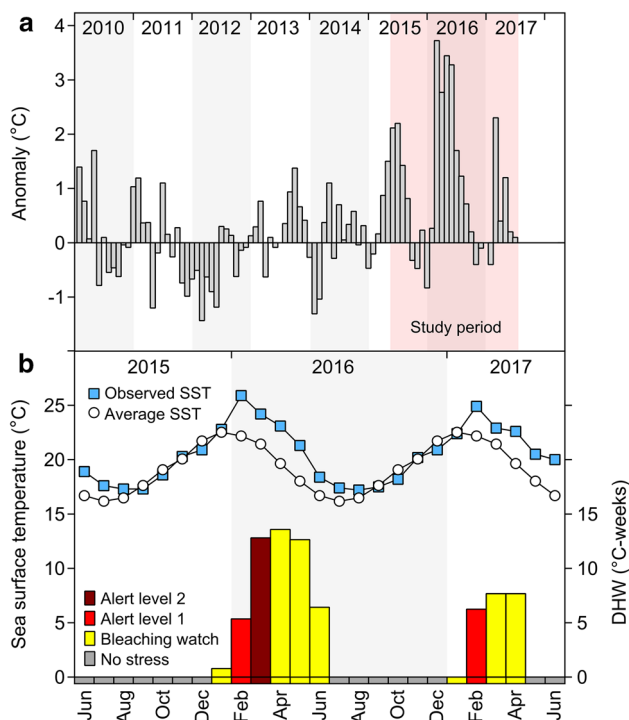 a
2010 2011 2012 2013 2014 2015 2016 2017
4
3
2
1
0
-1
Anomaly (°C)
Study period
b
2015 2016 2017
Observed SST
Average SST
25
20
15
10
5
0
Sea surface temperature (°C)
15
10
5
0
DHW (°C-weeks)
Alert level 2
Alert level 1
Bleaching watch
No stress
Jun Aug Oct Dec Feb Apr Jun Aug Oct Dec Feb Apr Jun